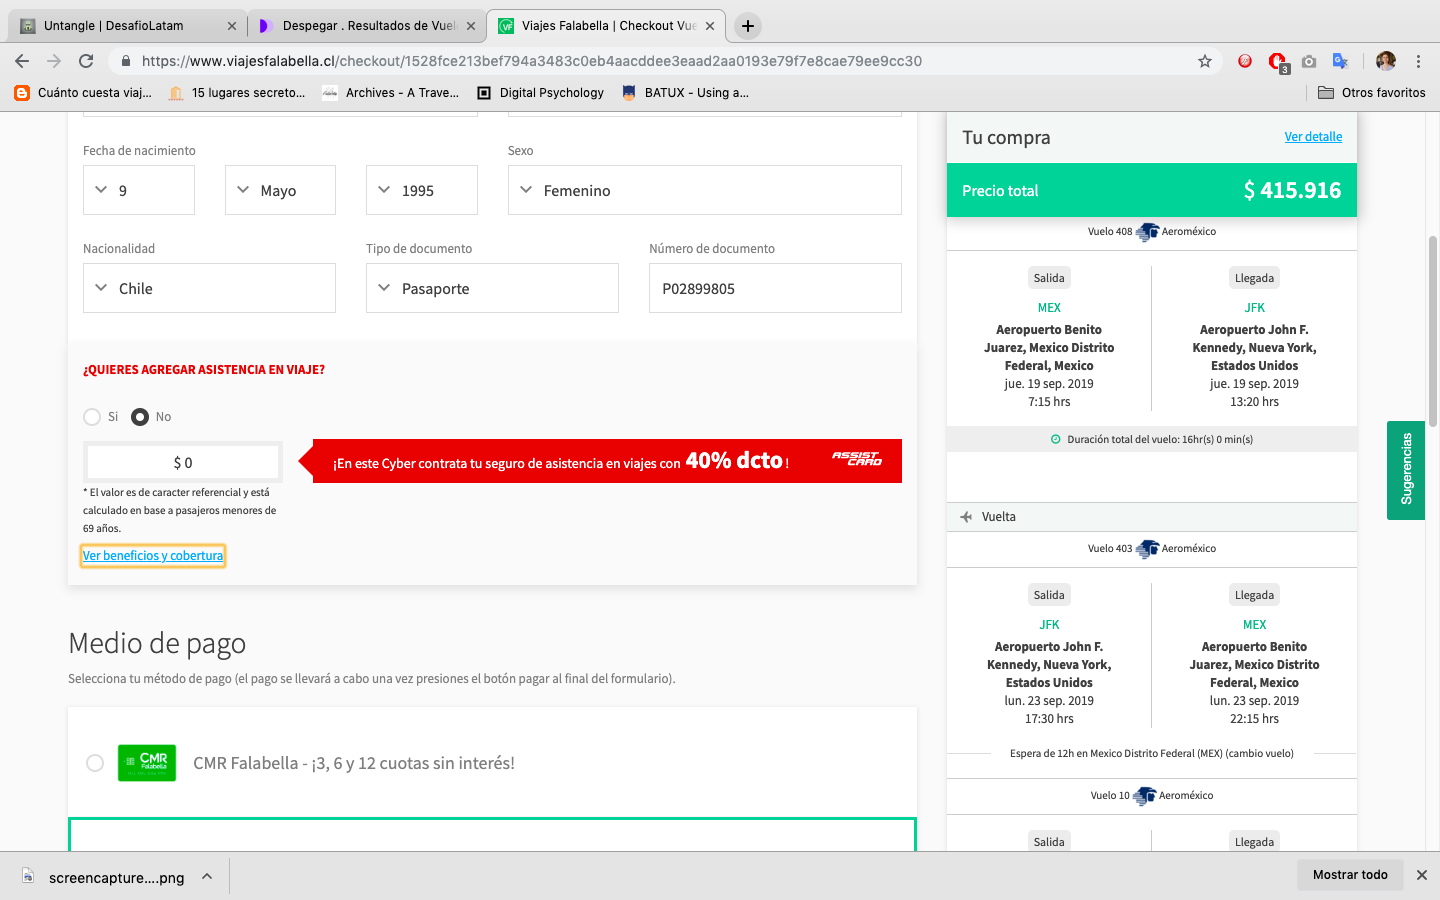 Untangle | DesafioLatam
Despegar . Resultados de Vuel
Viajes Falabella | Checkout Vue
https://www.viajesfalabella.cl/checkout/1528fce213bef794a3483c0eb4aacddee3eaad2aa0193e79f7e8cae79ee9cc30
3
Cuánto cuesta viaj...
15 lugares secreto...
Archives - A Trave...
Digital Psychology
BATUX - Using a...
Otros favoritos
Fecha de nacimiento
Sexo
9
Mayo
1995
Femenino
Nacionalidad
Tipo de documento
Número de documento
Chile
Pasaporte
P02899805
¿QUIERES AGREGAR ASISTENCIA EN VIAJE?
Si
No
$ 0
¡En este Cyber contrata tu seguro de asistencia en viajes con 40% dcto !
ASSIST CARD
* El valor es de caracter referencial y está
calculado en base a pasajeros menores de
69 años.
Ver beneficios y cobertura
Medio de pago
Selecciona tu método de pago (el pago se llevará a cabo una vez presiones el botón pagar al final del formulario).
CMR
Falabella
CMR Falabella - ¡3, 6 y 12 cuotas sin interés!
Tu compra
Ver detalle
Precio total
$ 415.916
Vuelo 408 Aeroméxico
Salida
MEX
Aeropuerto Benito
Juarez, Mexico Distrito
Federal, Mexico
jue. 19 sep. 2019
7:15 hrs
Llegada
JFK
Aeropuerto John F.
Kennedy, Nueva York,
Estados Unidos
jue. 19 sep. 2019
13:20 hrs
Duración total del vuelo: 16hr(s) 0 min(s)
Vuelta
Vuelo 403 Aeroméxico
Salida
JFK
Aeropuerto John F.
Kennedy, Nueva York,
Estados Unidos
lun. 23 sep. 2019
17:30 hrs
Llegada
MEX
Aeropuerto Benito
Juarez, Mexico Distrito
Federal, Mexico
lun. 23 sep. 2019
22:15 hrs
Espera de 12h en Mexico Distrito Federal (MEX) (cambio vuelo)
Vuelo 10 Aeroméxico
Salida
Llegada
Sugerencias
screencapture....png
Mostrar todo